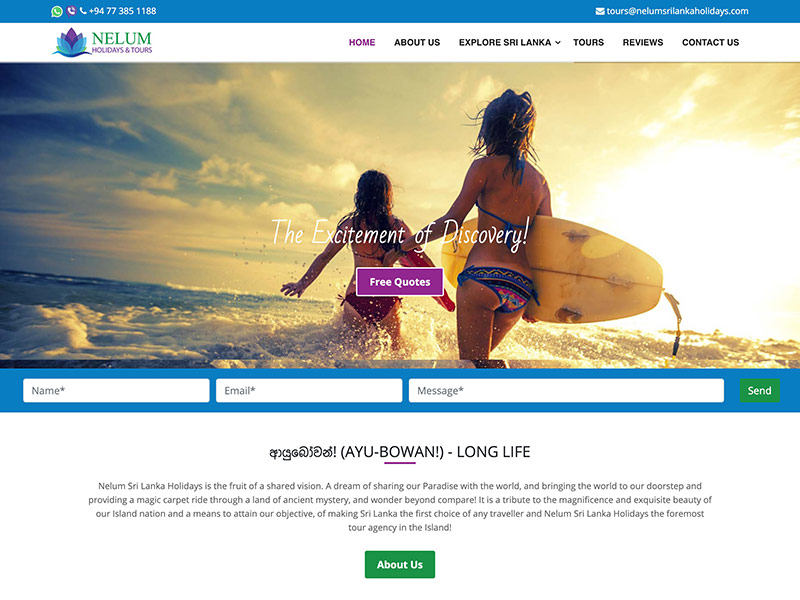 +94 77 385 1188
tours@nelumsrilankaholidays.com
NELUM
HOLIDAYS & TOURS
HOME
ABOUT US
EXPLORE SRI LANKA
TOURS
REVIEWS
CONTACT US
The Excitement of Discovery!
Free Quotes
Name*
Email*
Message*
Send
ආයුබෝවන්! (AYU-BOWAN!) - LONG LIFE
Nelum Sri Lanka Holidays is the fruit of a shared vision. A dream of sharing our Paradise with the world, and bringing the world to our doorstep and
providing a magic carpet ride through a land of ancient mystery, and wonder beyond compare! It is a tribute to the magnificence and exquisite beauty of
our Island nation and a means to attain our objective, of making Sri Lanka the first choice of any traveller and Nelum Sri Lanka Holidays the foremost
tour agency in the Island!
About Us